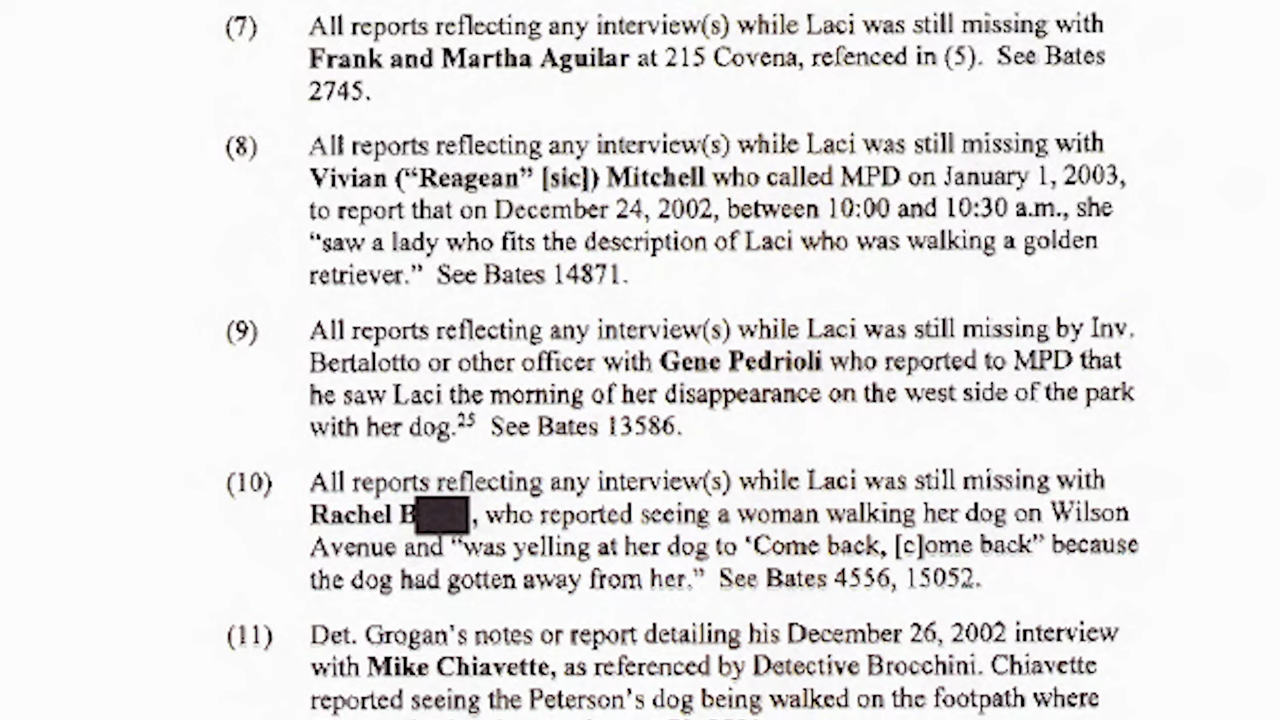 (7) All reports reflecting any interview(s) while Laci was still missing with
Frank and Martha Aguilar at 215 Covena, refenced in (5). See Bates
2745.
(8) All reports reflecting any interview(s) while Laci was still missing with
Vivian (“Reagean” [sic]) Mitchell who called MPD on January 1, 2003,
to report that on December 24, 2002, between 10:00 and 10:30 a.m., she
“saw a lady who fits the description of Laci who was walking a golden
retriever.” See Bates 14871.
(9) All reports reflecting any interview(s) while Laci was still missing by Inv.
Bertalotto or other officer with Gene Pedrioli who reported to MPD that
he saw Laci the morning of her disappearance on the west side of the park
with her dog.25 See Bates 13586.
(10) All reports reflecting any interview(s) while Laci was still missing with
Rachel B , who reported seeing a woman walking her dog on Wilson
Avenue and “was yelling at her dog to ‘Come back, [c]ome back” because
the dog had gotten away from her.” See Bates 4556, 15052.
(11) Det. Grogan’s notes or report detailing his December 26, 2002 interview
with Mike Chiavette, as referenced by Detective Brocchini. Chiavette
reported seeing the Peterson’s dog being walked on the footpath where